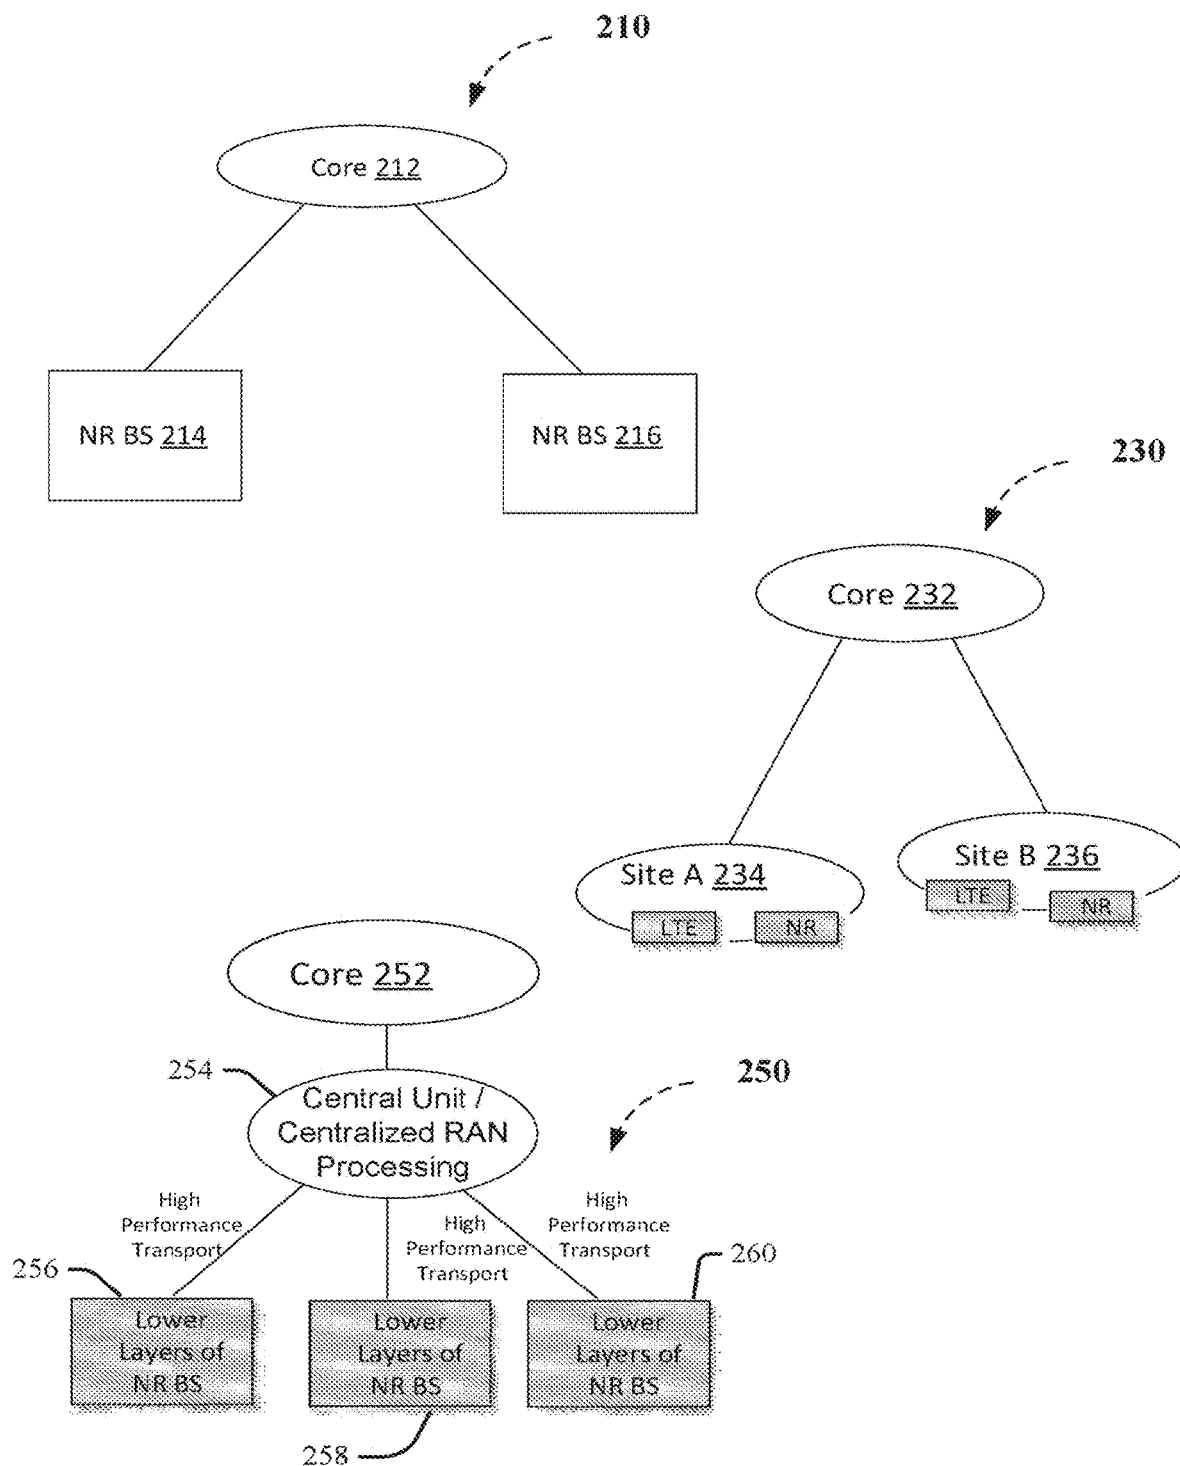 210
Core 212
NR BS 214
NR BS 216
230
Core 232
Site A 234
LTE
NR
Site B 236
LTE
NR
Core 252
254
250
Central Unit /
Centralized RAN
Processing
High
Performance
Transport
High
Performance
Transport
High
Performance
Transport
256
260
Lower
Layers of
NR BS
Lower
Layers of
NR BS
Lower
Layers of
NR BS
258